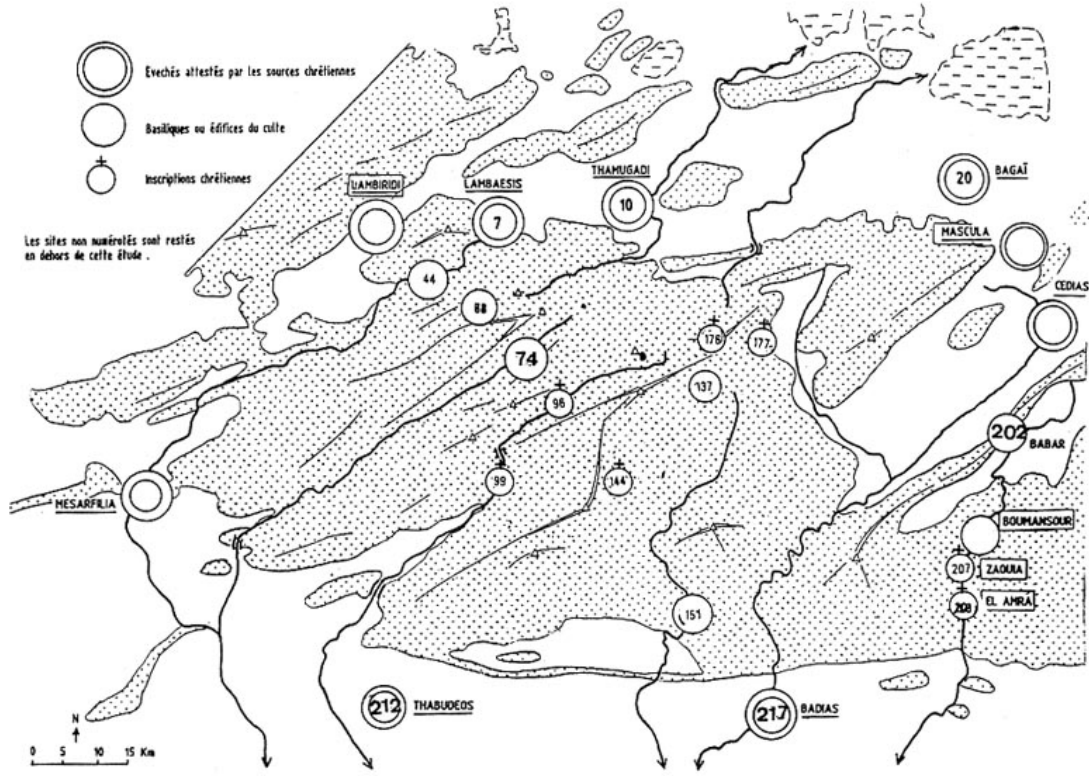 Evechés attestés par les sources chrétiennes
Basiliques ou édifices du culte
Inscriptions chrétiennes
Les sites non numérotés sont restés
en dehors de cette étude .
LAMBIRIDI
LAMBAESIS
7
THAMUGADI
10
20
BAGAÏ
MASCULA
CEDIAS
44
88
74
176
177
137
96
202
BABAR
99
144
MESARFILIA
BOUMANSOUR
207
ZAOUIA
208
EL AMRA
151
212
THABUDEOS
217
BADIAS
N
0 5 10 15 Km